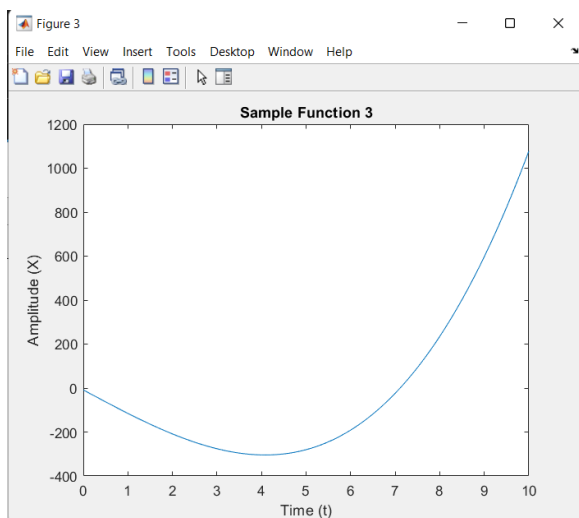 Figure 3
File Edit View Insert Tools Desktop Window Help
Sample Function 3
1200
1000
800
600
400
200
0
-200
-400
Amplitude (X)
0 1 2 3 4 5 6 7 8 9 10
Time (t)